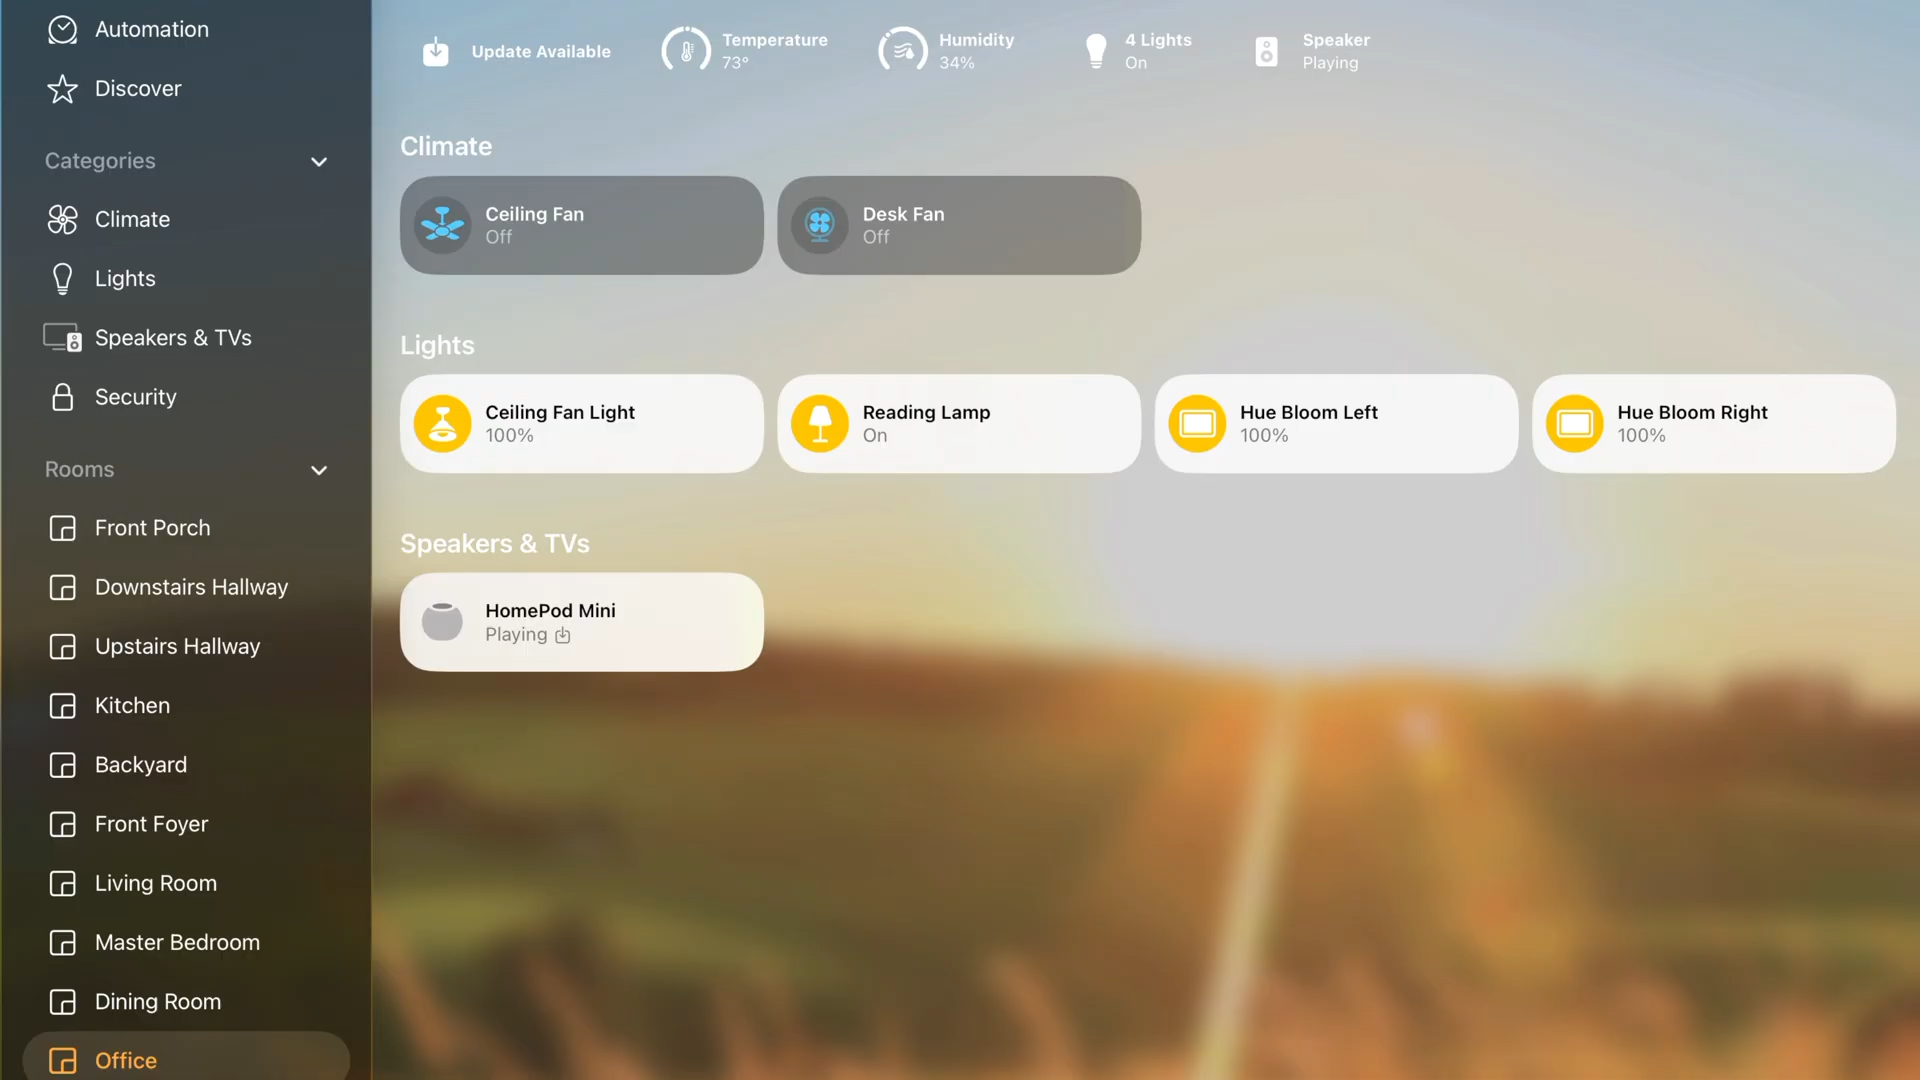 Automation
Discover
Categories
Climate
Lights
Speakers & TVs
Security
Rooms
Front Porch
Downstairs Hallway
Upstairs Hallway
Kitchen
Backyard
Front Foyer
Living Room
Master Bedroom
Dining Room
Office
Update Available
Temperature
73°
Humidity
34%
4 Lights
On
Speaker
Playing
Climate
Ceiling Fan
Off
Desk Fan
Off
Lights
Ceiling Fan Light
100%
Reading Lamp
On
Hue Bloom Left
100%
Hue Bloom Right
100%
Speakers & TVs
HomePod Mini
Playing